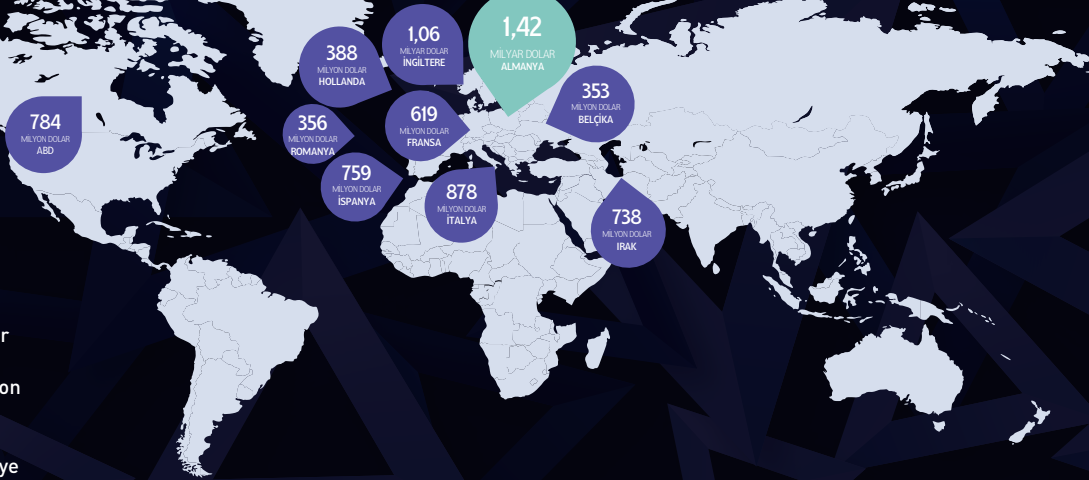 1,42
MİLYAR DOLAR
ALMANYA
1,06
MİLYAR DOLAR
İNGİLTERE
388
MİLYON DOLAR
HOLLANDA
353
MİLYON DOLAR
BELÇİKA
784
MİLYON DOLAR
ABD
619
MİLYON DOLAR
FRANSA
356
MİLYON DOLAR
ROMANYA
759
MİLYON DOLAR
İSPANYA
878
MİLYON DOLAR
İTALYA
738
MİLYON DOLAR
IRAK
r
on
ye